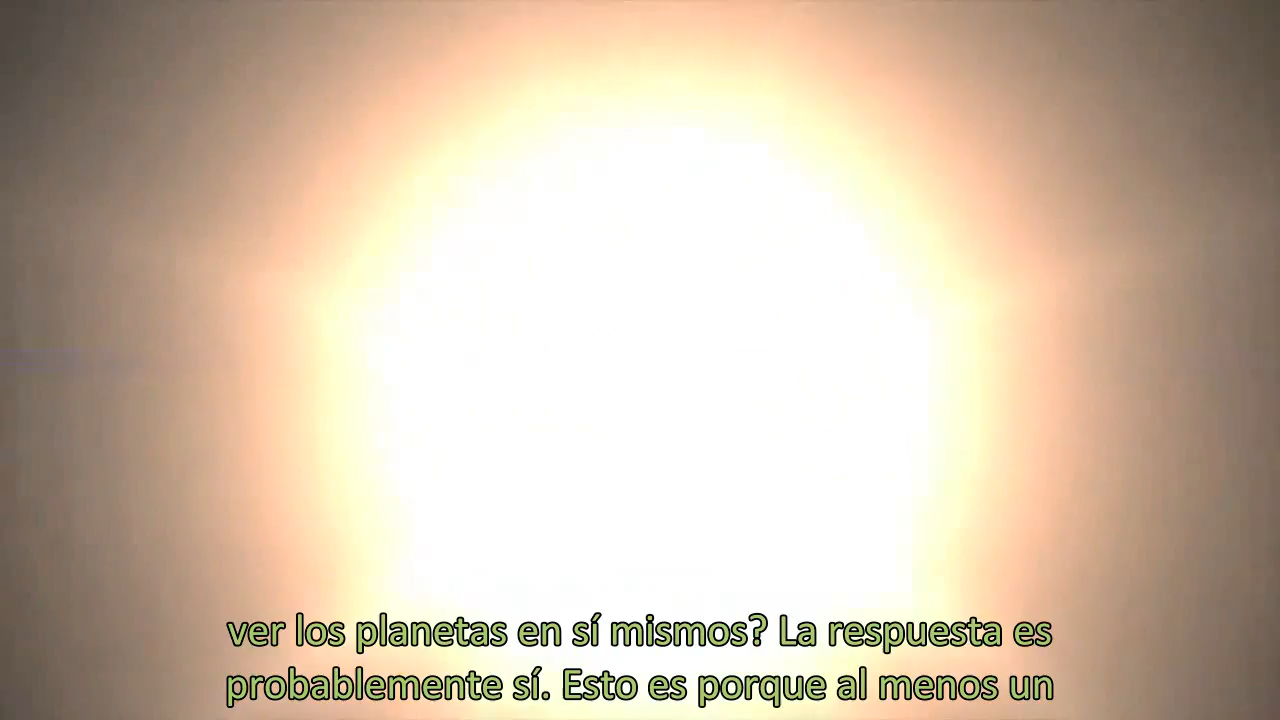 ver los planetas en sí mismos? La respuesta es
probablemente sí. Esto es porque al menos un